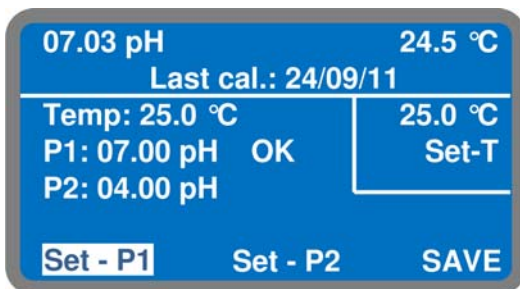 07.03 pH 24.5 °C
Last cal.: 24/09/11
Temp: 25.0 °C 25.0 °C
P1: 07.00 pH OK Set-T
P2: 04.00 pH
Set - P1 Set - P2 SAVE